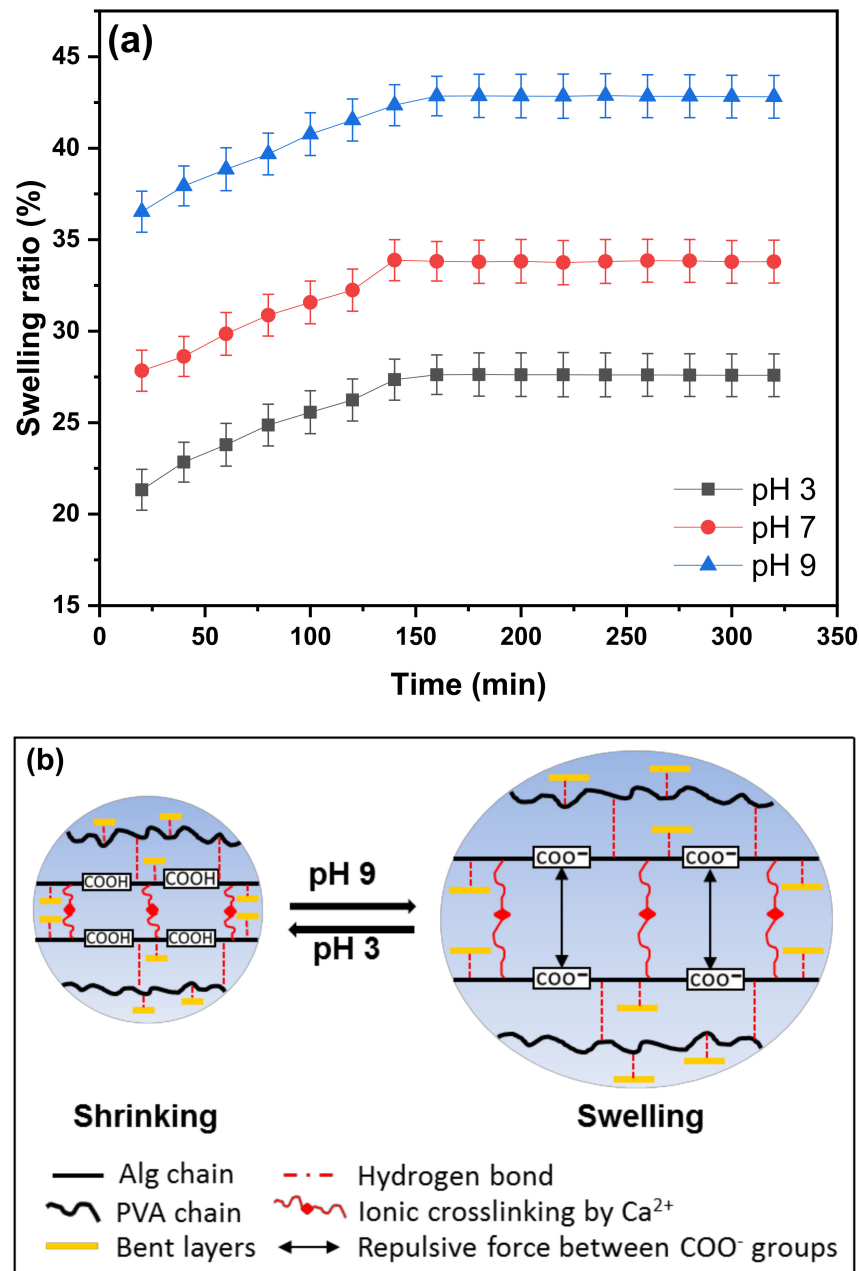 (a)
Swelling ratio (%)
45
40
35
30
25
20
15
pH 3
pH 7
pH 9
0 50 100 150 200 250 300 350
Time (min)
(b)
COOH COOH
COOH COOH
pH 9
pH 3
COO⁻ COO⁻
COO⁻ COO⁻
Shrinking Swelling
Alg chain Hydrogen bond
PVA chain Ionic crosslinking by Ca²⁺
Bent layers Repulsive force between COO⁻ groups